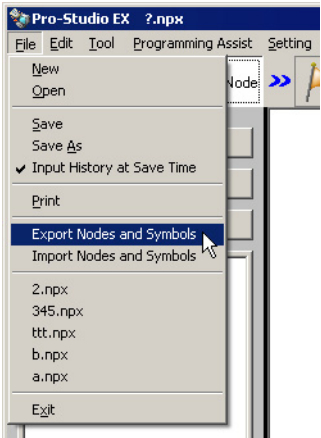 Pro-Studio EX ?.npx
File Edit Tool Programming Assist Setting
New
Open
Node
Save
Save As
Input History at Save Time
Print
Export Nodes and Symbols
Import Nodes and Symbols
2.npx
345.npx
ttt.npx
b.npx
a.npx
Exit